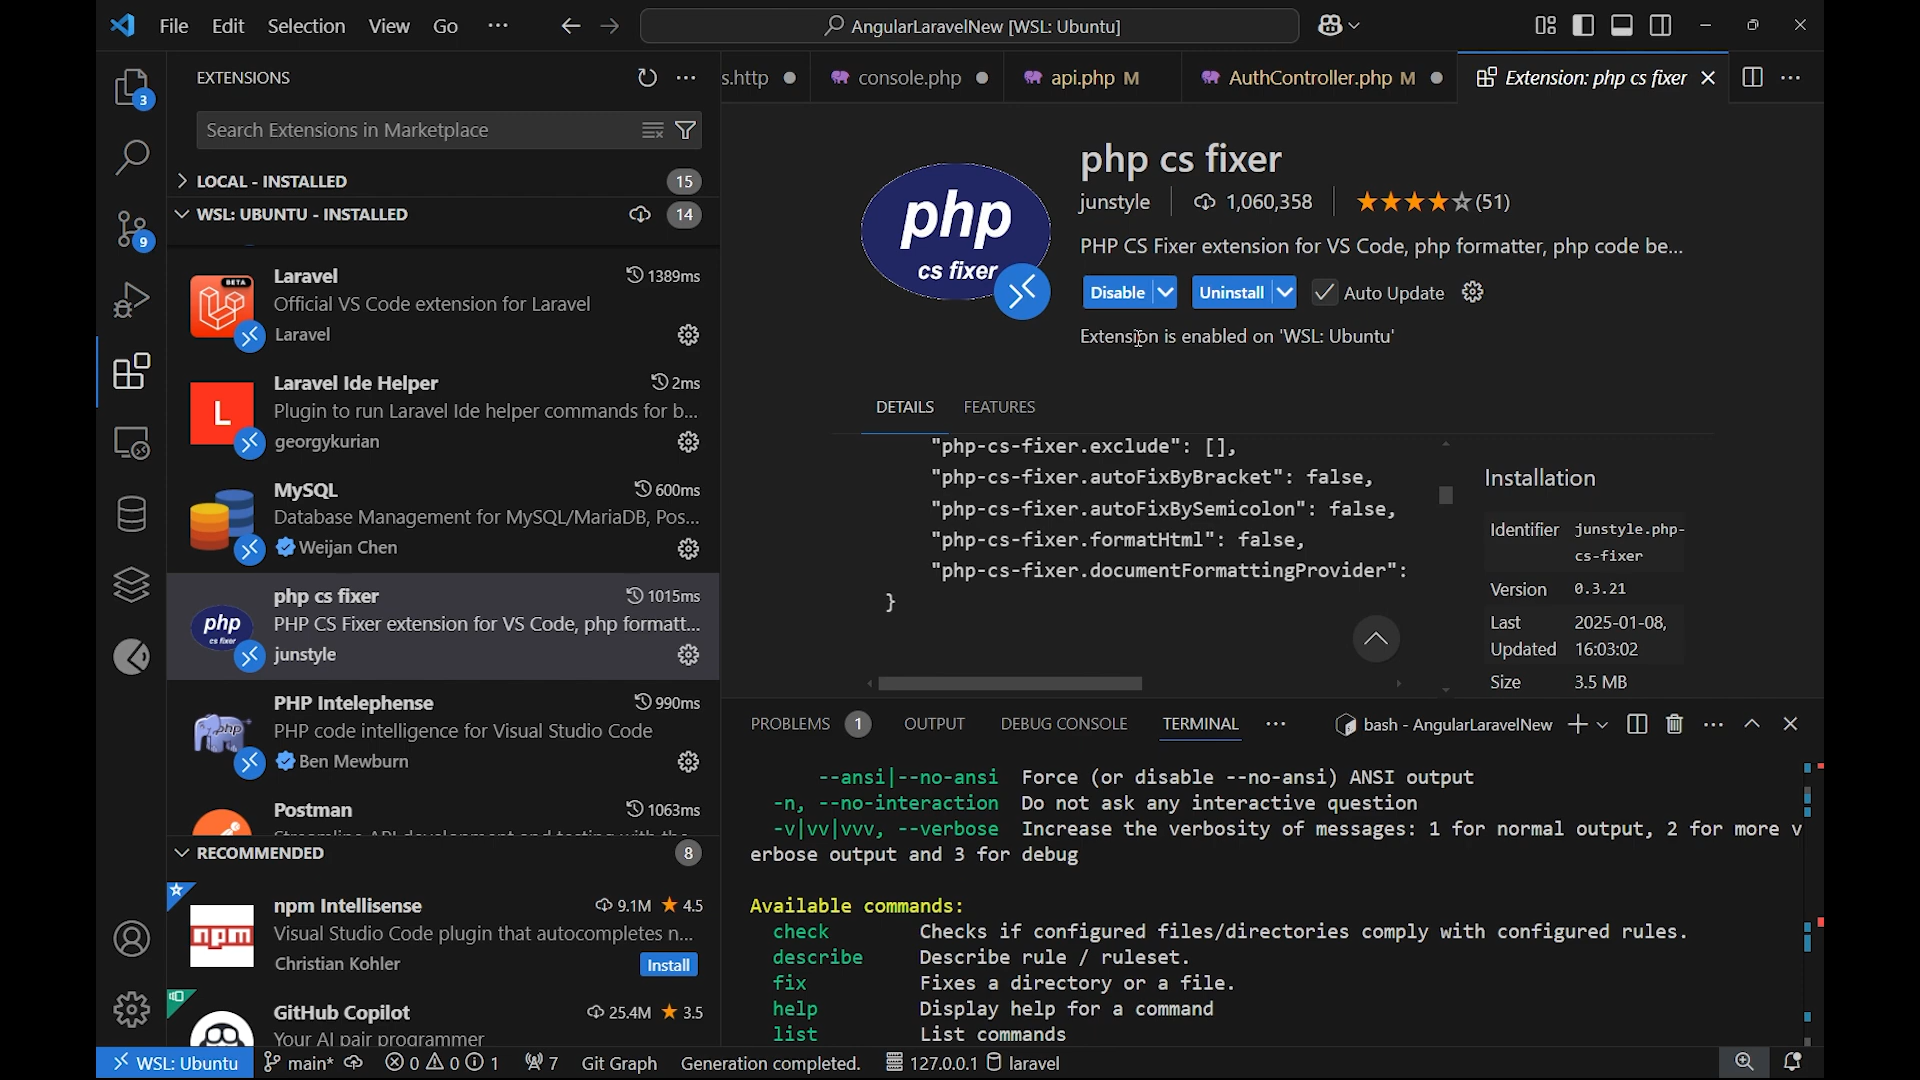 File Edit Selection View Go ··· AngularLaravelNew [WSL: Ubuntu]
EXTENSIONS
3
s.http console.php api.php M AuthController.php M Extension: php cs fixer
Search Extensions in Marketplace
LOCAL - INSTALLED 15
WSL: UBUNTU - INSTALLED 14
9
BETA
Laravel 1389ms
Official VS Code extension for Laravel
Laravel
L
Laravel Ide Helper 2ms
Plugin to run Laravel Ide helper commands for b...
georgykurian
MySQL 600ms
Database Management for MySQL/MariaDB, Pos...
Weijan Chen
php
cs fixer
php cs fixer 1015ms
PHP CS Fixer extension for VS Code, php formatt...
junstyle
php
PHP Intelephense 990ms
PHP code intelligence for Visual Studio Code
Ben Mewburn
Postman 1063ms
RECOMMENDED 8
npm
npm Intellisense 9.1M 4.5
Visual Studio Code plugin that autocompletes n...
Christian Kohler Install
GitHub Copilot 25.4M 3.5
Your AI pair programmer
php
cs fixer
php cs fixer
junstyle 1,060,358 (51)
PHP CS Fixer extension for VS Code, php formatter, php code be...
Disable Uninstall Auto Update
Extension is enabled on 'WSL: Ubuntu'
DETAILS FEATURES
"php-cs-fixer.exclude": [],
"php-cs-fixer.autoFixByBracket": false,
"php-cs-fixer.autoFixBySemicolon": false,
"php-cs-fixer.formatHtml": false,
"php-cs-fixer.documentFormattingProvider":
}
Installation
Identifier junstyle.php-
cs-fixer
Version 0.3.21
Last 2025-01-08,
Updated 16:03:02
Size 3.5 MB
PROBLEMS 1 OUTPUT DEBUG CONSOLE TERMINAL ··· bash - AngularLaravelNew
--ansi|--no-ansi Force (or disable --no-ansi) ANSI output
-n, --no-interaction Do not ask any interactive question
-v|vv|vvv, --verbose Increase the verbosity of messages: 1 for normal output, 2 for more v
erbose output and 3 for debug
Available commands:
check Checks if configured files/directories comply with configured rules.
describe Describe rule / ruleset.
fix Fixes a directory or a file.
help Display help for a command
list List commands
WSL: Ubuntu main* 0 0 1 7 Git Graph Generation completed. 127.0.0.1 laravel